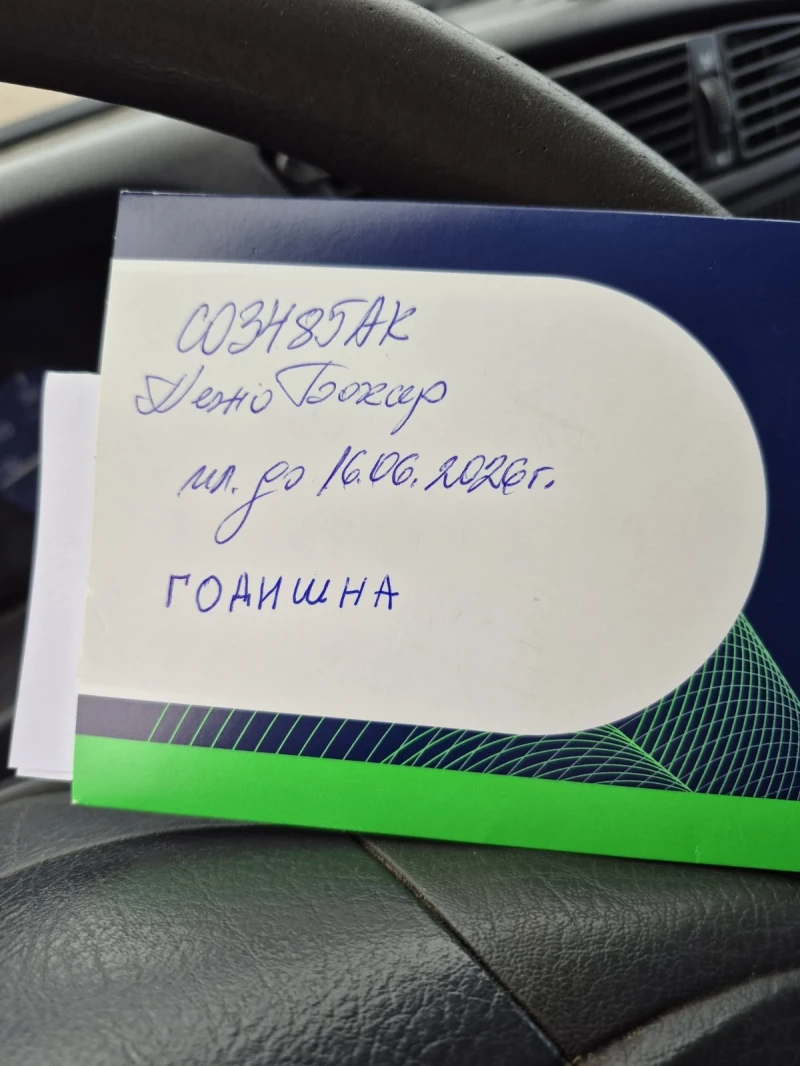 СО3485АК
Пежо Боксер
пл. до 16.06.2026г.
ГОДИШНА